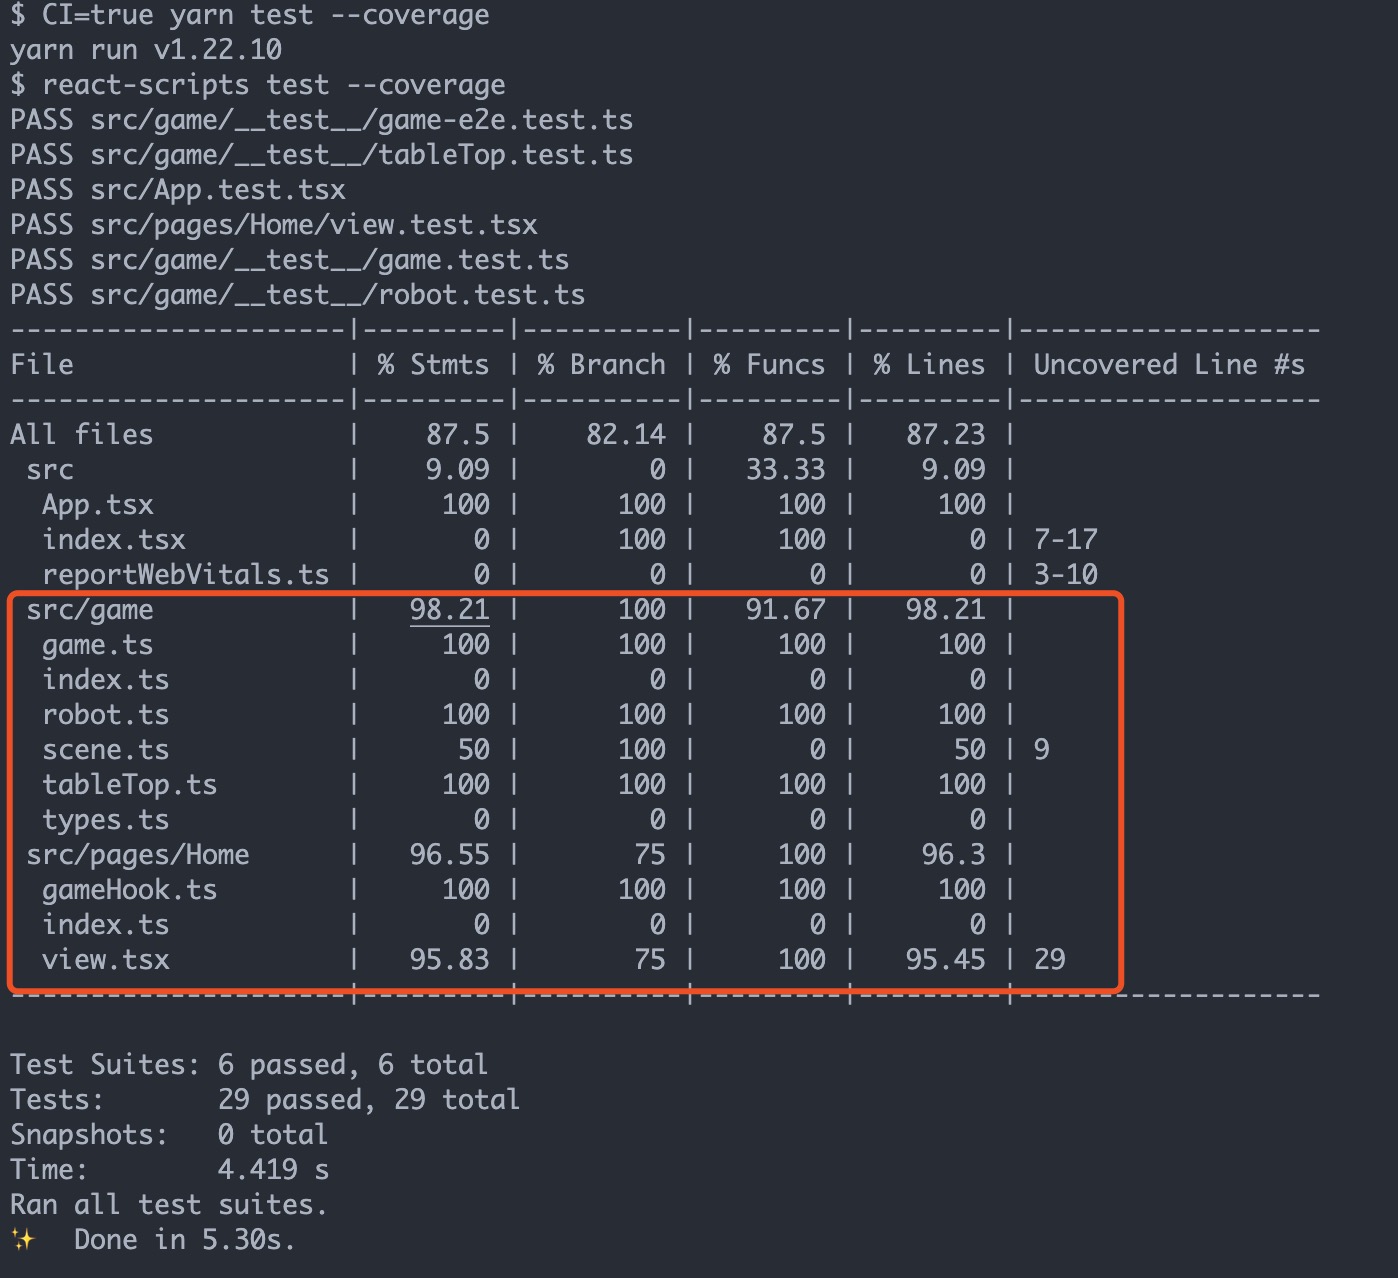 $ CI=true yarn test --coverage
yarn run v1.22.10
$ react-scripts test --coverage
PASS src/game/__test__/game-e2e.test.ts
PASS src/game/__test__/tableTop.test.ts
PASS src/App.test.tsx
PASS src/pages/Home/view.test.tsx
PASS src/game/__test__/game.test.ts
PASS src/game/__test__/robot.test.ts
---------------------|---------|----------|---------|---------|-------------------
File                 | % Stmts | % Branch | % Funcs | % Lines | Uncovered Line #s
---------------------|---------|----------|---------|---------|-------------------
All files            |    87.5 |    82.14 |    87.5 |   87.23 |
 src                 |    9.09 |        0 |   33.33 |    9.09 |
  App.tsx            |     100 |      100 |     100 |     100 |
  index.tsx          |       0 |      100 |     100 |       0 | 7-17
  reportWebVitals.ts |       0 |        0 |       0 |       0 | 3-10
 src/game            |   98.21 |      100 |   91.67 |   98.21 |
  game.ts            |     100 |      100 |     100 |     100 |
  index.ts           |       0 |        0 |       0 |       0 |
  robot.ts           |     100 |      100 |     100 |     100 |
  scene.ts           |      50 |      100 |       0 |      50 | 9
  tableTop.ts        |     100 |      100 |     100 |     100 |
  types.ts           |       0 |        0 |       0 |       0 |
 src/pages/Home      |   96.55 |       75 |     100 |    96.3 |
  gameHook.ts        |     100 |      100 |     100 |     100 |
  index.ts           |       0 |        0 |       0 |       0 |
  view.tsx           |   95.83 |       75 |     100 |   95.45 | 29
---------------------|---------|----------|---------|---------|-------------------
Test Suites: 6 passed, 6 total
Tests:       29 passed, 29 total
Snapshots:   0 total
Time:        4.419 s
Ran all test suites.
✨  Done in 5.30s.